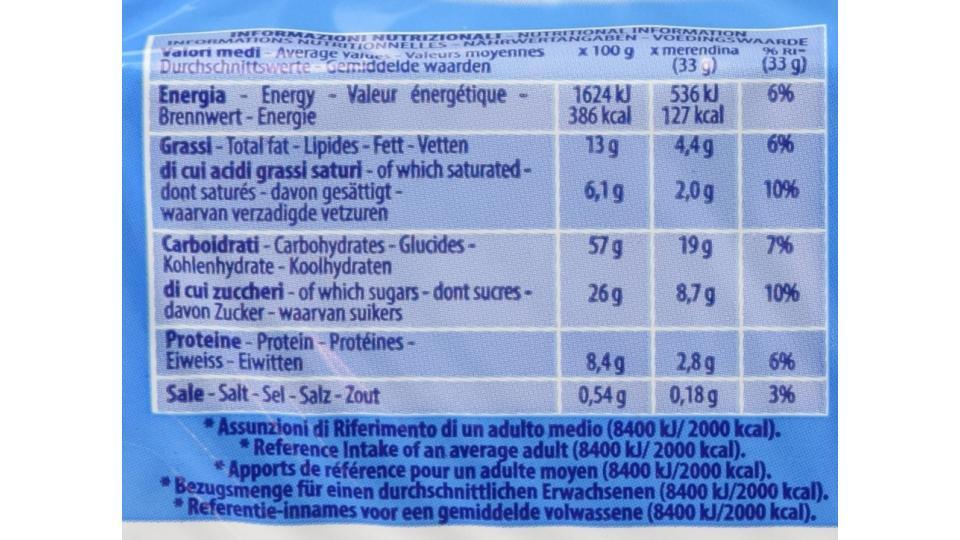 INFORMAZIONI NUTRIZIONALI - NUTRITIONAL INFORMATION
INFORMATIONS NUTRITIONNELLES - NÄHRWERTANGABEN - VOEDINGSWAARDE
Valori medi - Average values - Valeurs moyennes x 100 g x merendina % RI*
Durchschnittswerte - Gemiddelde waarden (33 g) (33 g)
Energia - Energy - Valeur énergétique - 1624 kJ 536 kJ 6%
Brennwert - Energie 386 kcal 127 kcal
Grassi - Total fat - Lipides - Fett - Vetten 13 g 4,4 g 6%
di cui acidi grassi saturi - of which saturated -
dont saturés - davon gesättigt - 6,1 g 2,0 g 10%
waarvan verzadigde vetzuren
Carboidrati - Carbohydrates - Glucides - 57 g 19 g 7%
Kohlenhydrate - Koolhydraten
di cui zuccheri - of which sugars - dont sucres - 26 g 8,7 g 10%
davon Zucker - waarvan suikers
Proteine - Protein - Protéines -
Eiweiss - Eiwitten 8,4 g 2,8 g 6%
Sale - Salt - Sel - Salz - Zout 0,54 g 0,18 g 3%
* Assunzioni di Riferimento di un adulto medio (8400 kJ/ 2000 kcal).
* Reference Intake of an average adult (8400 kJ/ 2000 kcal).
* Apports de référence pour un adulte moyen (8400 kJ/2000 kcal).
* Bezugsmenge für einen durchschnittlichen Erwachsenen (8400 kJ/2000 kcal).
* Referentie-innames voor een gemiddelde volwassene (8400 kJ/2000 kcal).